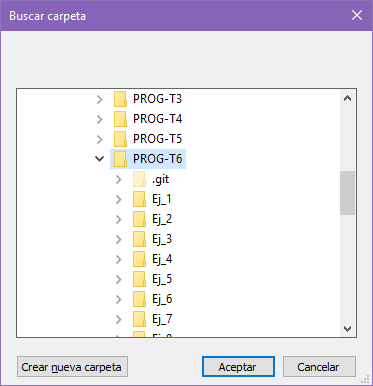 Buscar carpeta
PROG-T3
PROG-T4
PROG-T5
PROG-T6
.git
Ej_1
Ej_2
Ej_3
Ej_4
Ej_5
Ej_6
Ej_7
Crear nueva carpeta
Aceptar
Cancelar